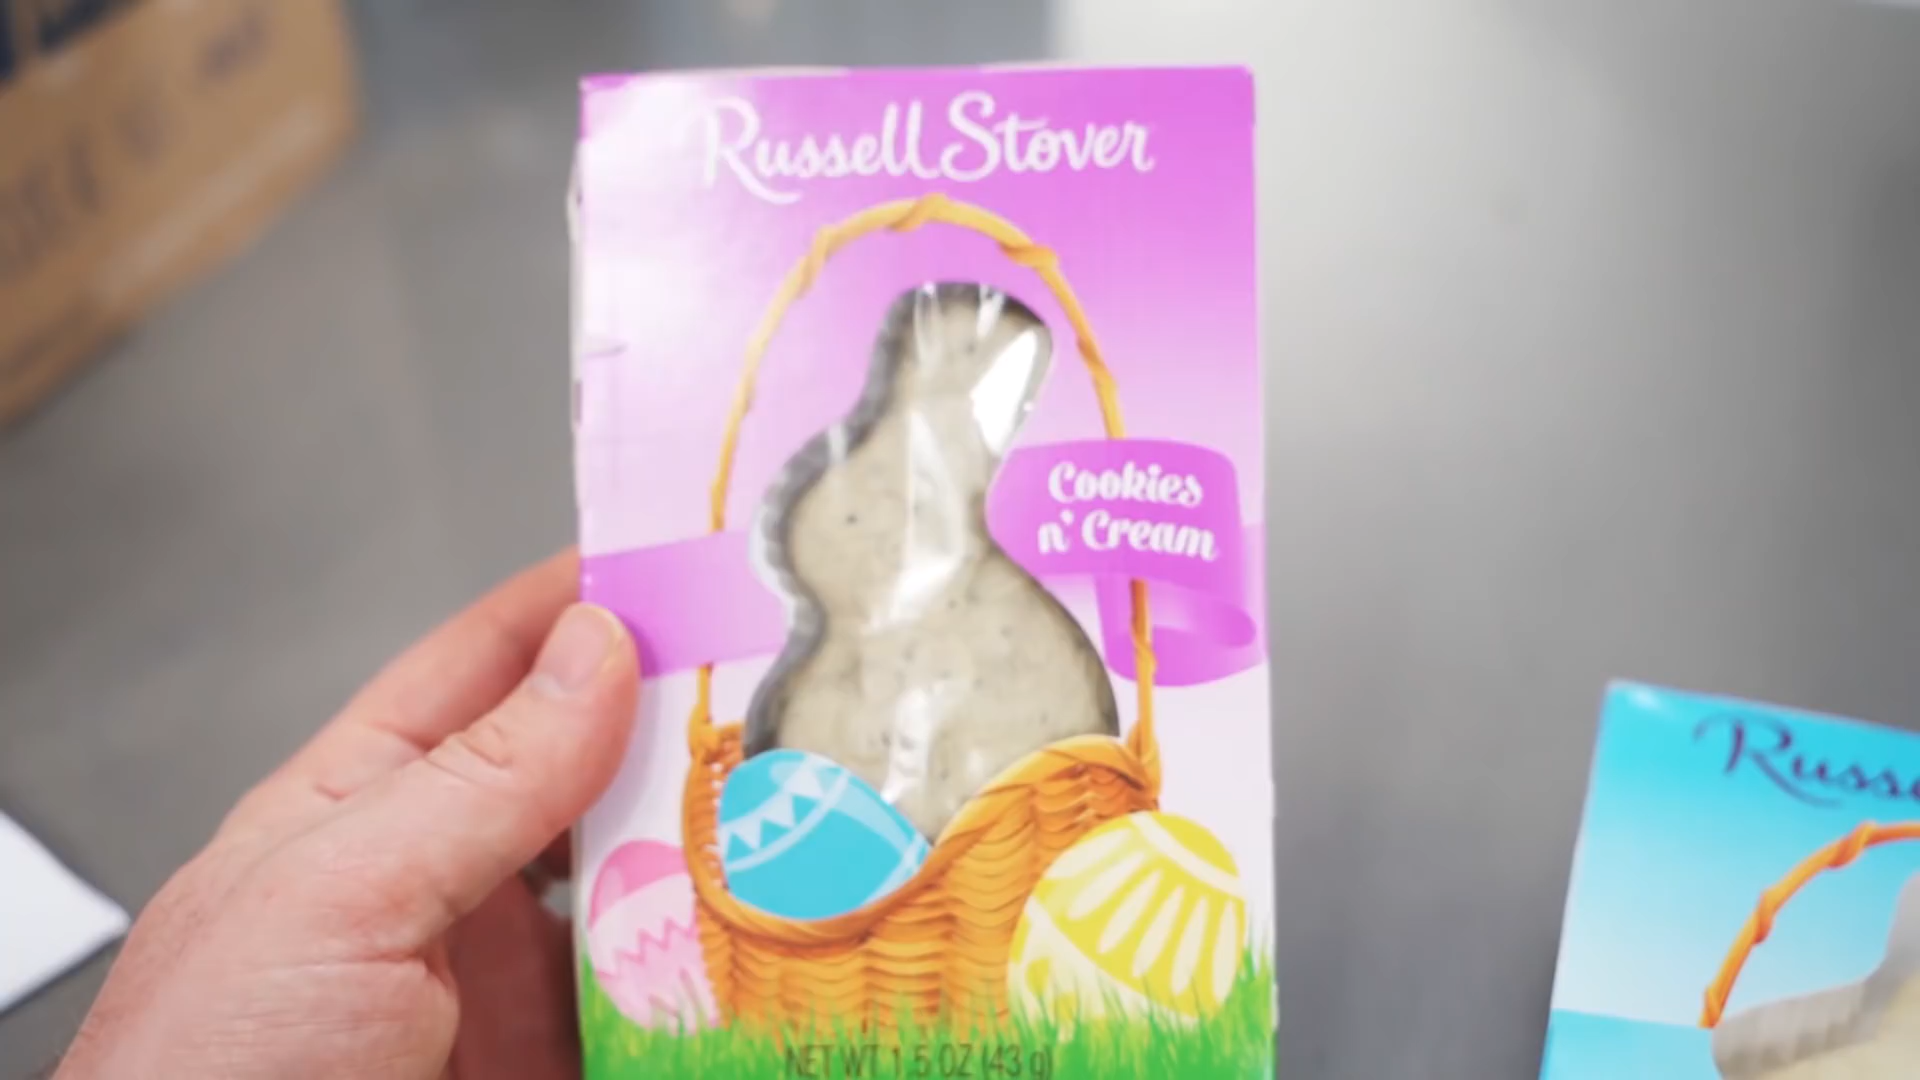 Russell Stover
Cookies
n' Cream
NET WT 1.5 OZ (43 g)
Russe